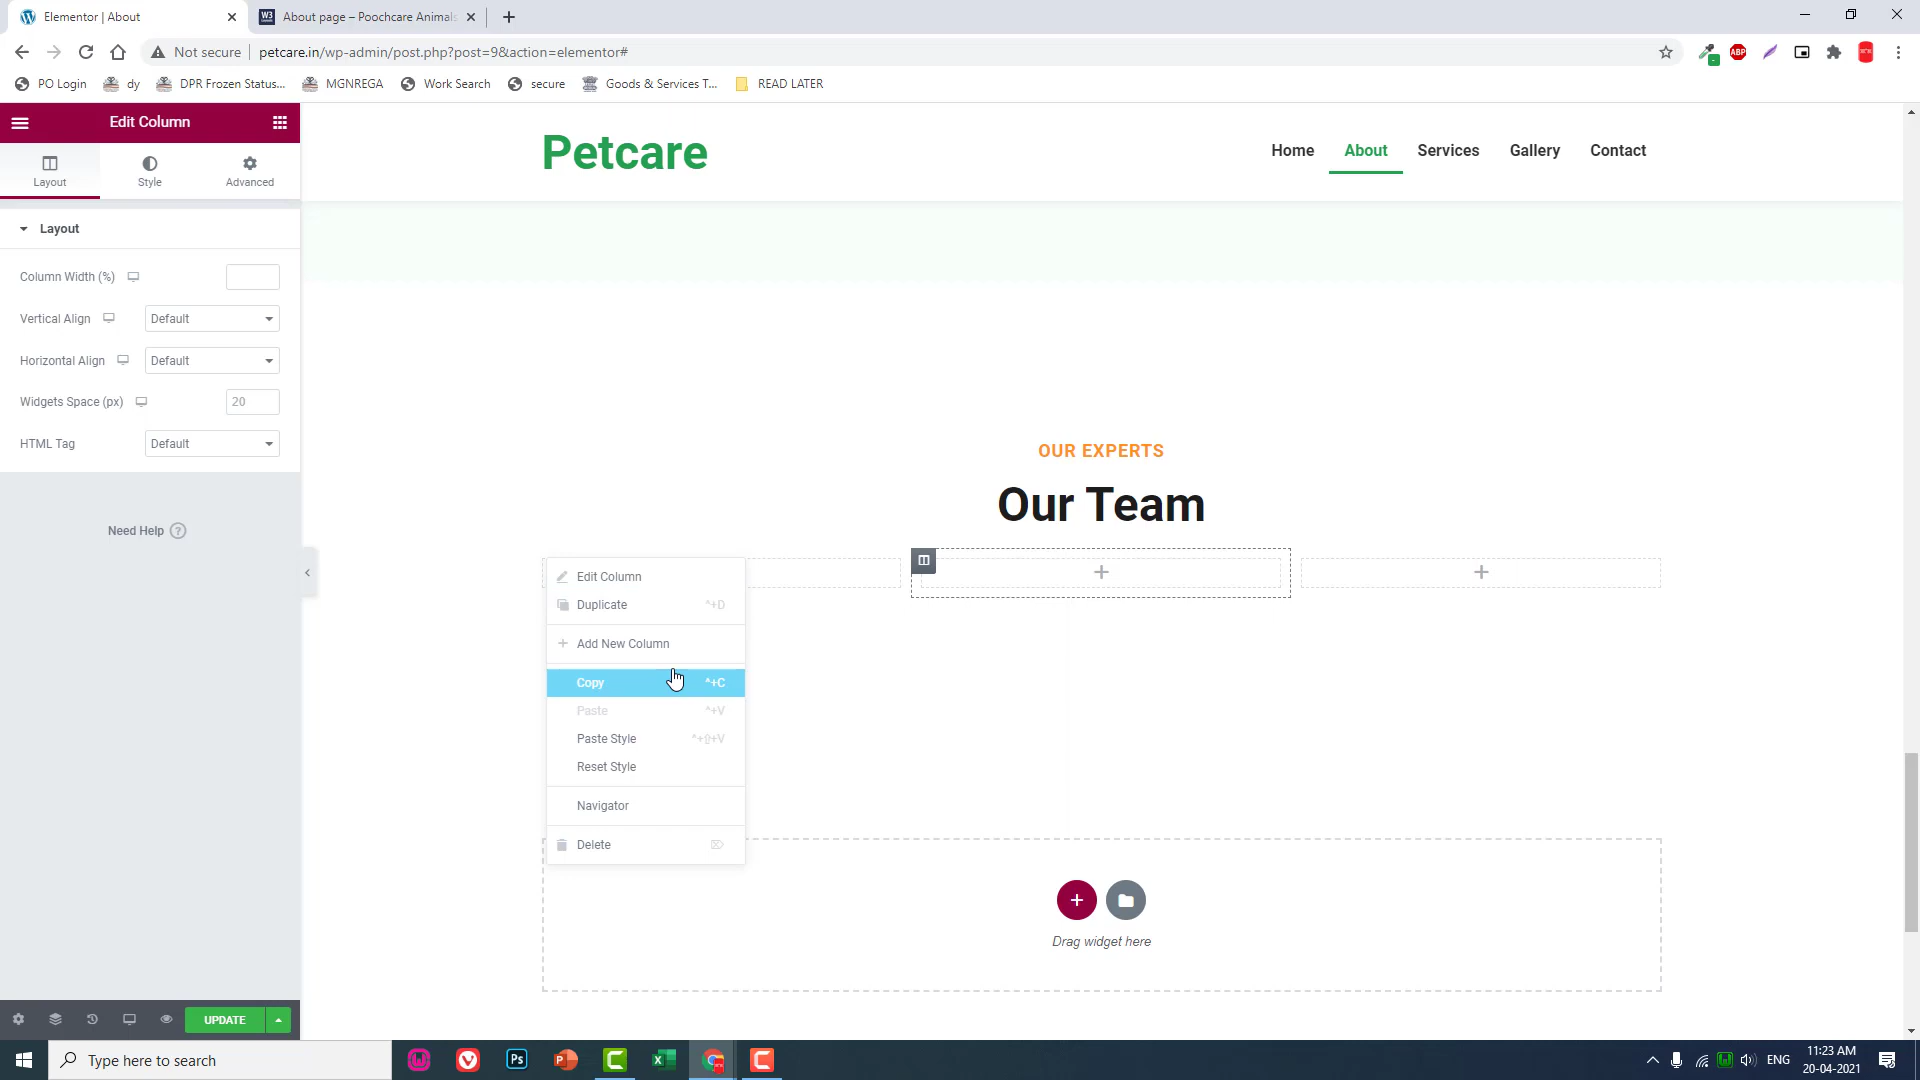 Elementor | About
W3 About page – Poochcare Animals
Not secure petcare.in/wp-admin/post.php?post=9&action=elementor#
ABP
PO Login dy DPR Frozen Status... MGNREGA Work Search secure Goods & Services T... READ LATER
Edit Column
Layout Style Advanced
Layout
Column Width (%)
Vertical Align Default
Horizontal Align Default
Widgets Space (px) 20
HTML Tag Default
Need Help ?
UPDATE
Petcare
Home About Services Gallery Contact
OUR EXPERTS
Our Team
Edit Column
Duplicate ^+D
Add New Column
Copy ^+C
Paste ^+V
Paste Style ^+⇧+V
Reset Style
Navigator
Delete ⌦
Drag widget here
Type here to search
Ps
ENG
11:23 AM
20-04-2021